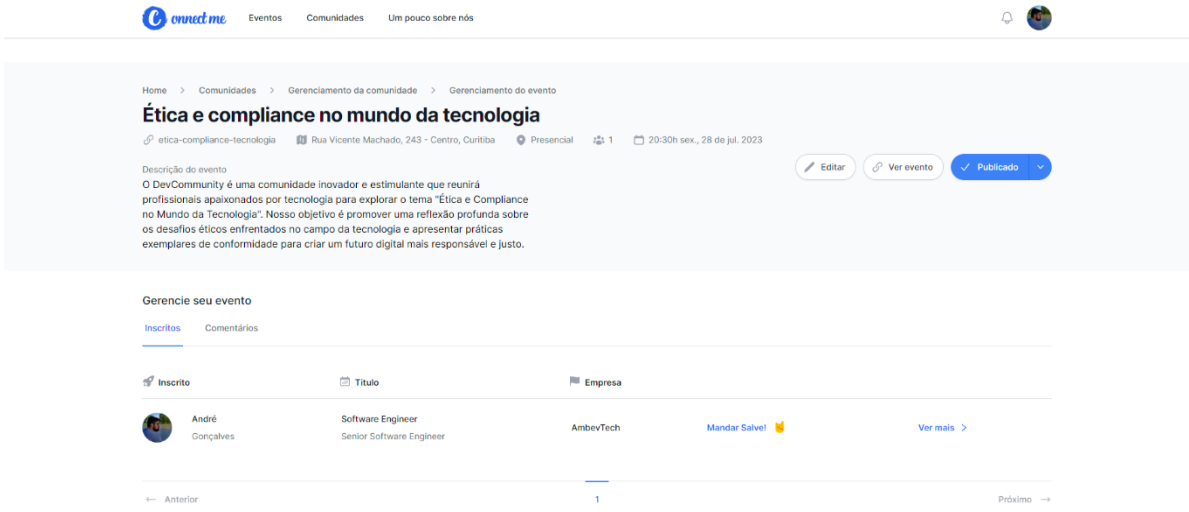 Connect me
Eventos Comunidades Um pouco sobre nós
Home > Comunidades > Gerenciamento da comunidade > Gerenciamento do evento
Ética e compliance no mundo da tecnologia
etica-compliance-tecnologia Rua Vicente Machado, 243 - Centro, Curitiba Presencial 1 20:30h sex., 28 de jul. 2023
Editar Ver evento Publicado
Descrição do evento
O DevCommunity é uma comunidade inovador e estimulante que reunirá
profissionais apaixonados por tecnologia para explorar o tema "Ética e Compliance
no Mundo da Tecnologia". Nosso objetivo é promover uma reflexão profunda sobre
os desafios éticos enfrentados no campo da tecnologia e apresentar práticas
exemplares de conformidade para criar um futuro digital mais responsável e justo.
Gerencie seu evento
Inscritos Comentários
Inscrito Título Empresa
André Software Engineer
Gonçalves Senior Software Engineer
AmbevTech Mandar Salve! 🤘 Ver mais >
← Anterior 1 Próximo →